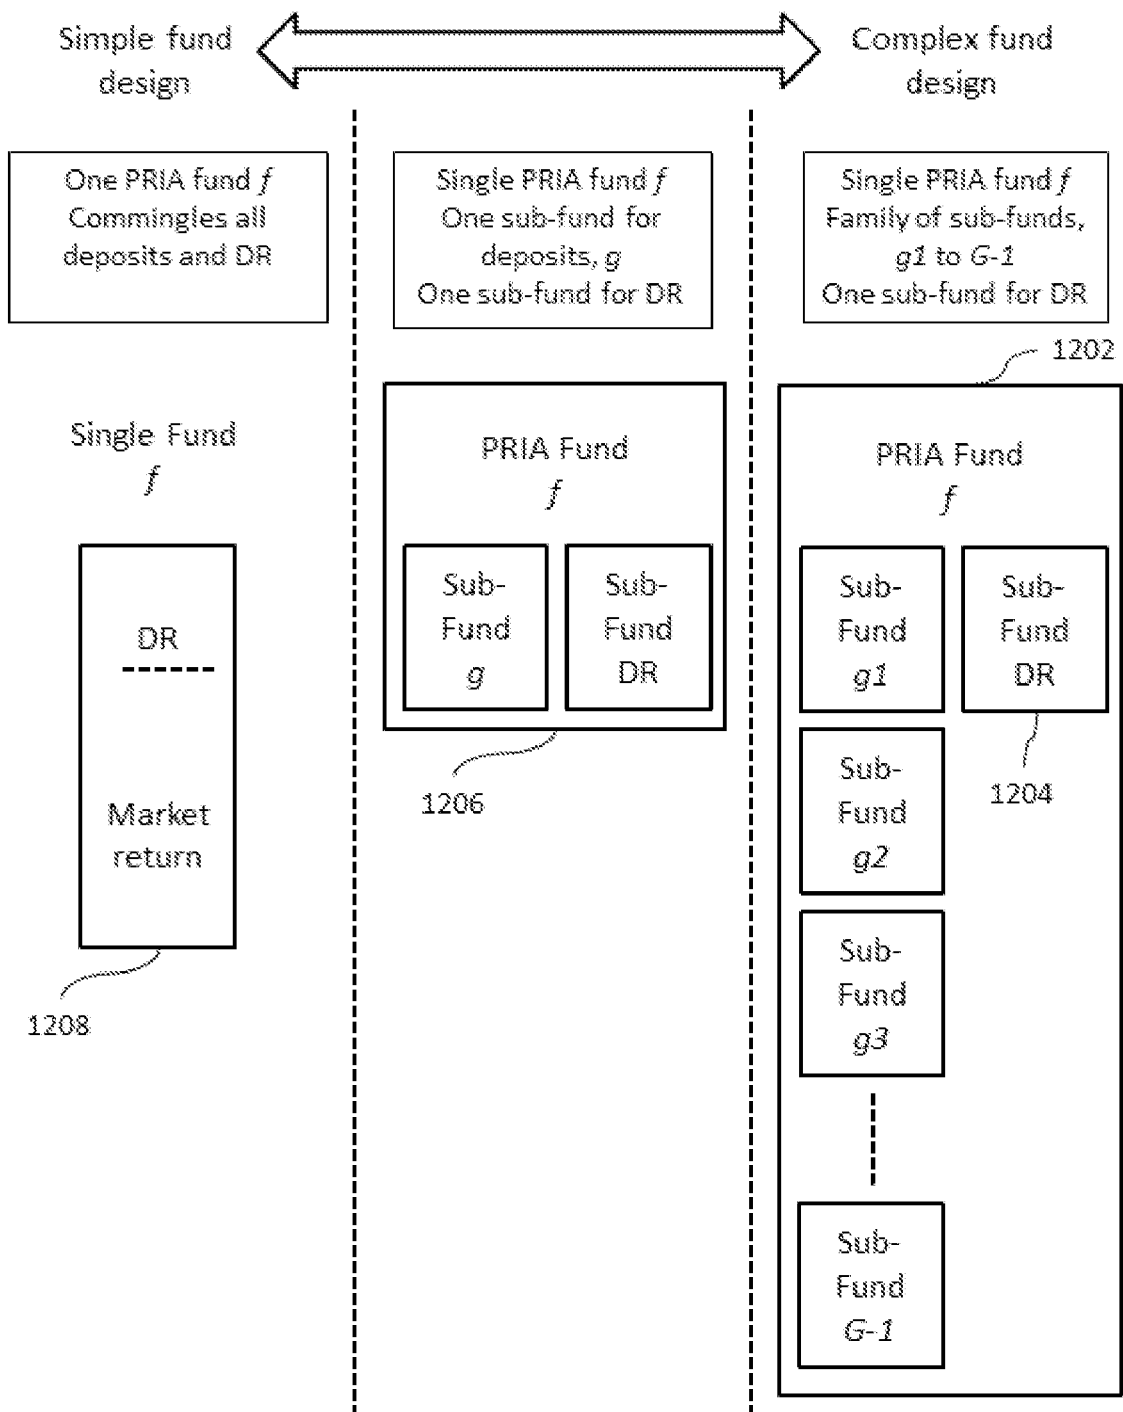 Simple fund
design
Complex fund
design
One PRIA fund f
Commingles all
deposits and DR
Single PRIA fund f
One sub-fund for
deposits, g
One sub-fund for DR
Single PRIA fund f
Family of sub-funds,
g1 to G-1
One sub-fund for DR
1202
Single Fund
f
DR
Market
return
1208
PRIA Fund
f
Sub-
Fund
g
Sub-
Fund
DR
1206
PRIA Fund
f
Sub-
Fund
g1
Sub-
Fund
DR
1204
Sub-
Fund
g2
Sub-
Fund
g3
Sub-
Fund
G-1